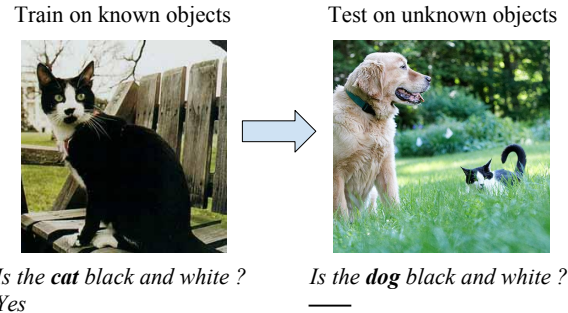 Train on known objects
Test on unknown objects
Is the cat black and white ?
Is the dog black and white ?
Yes